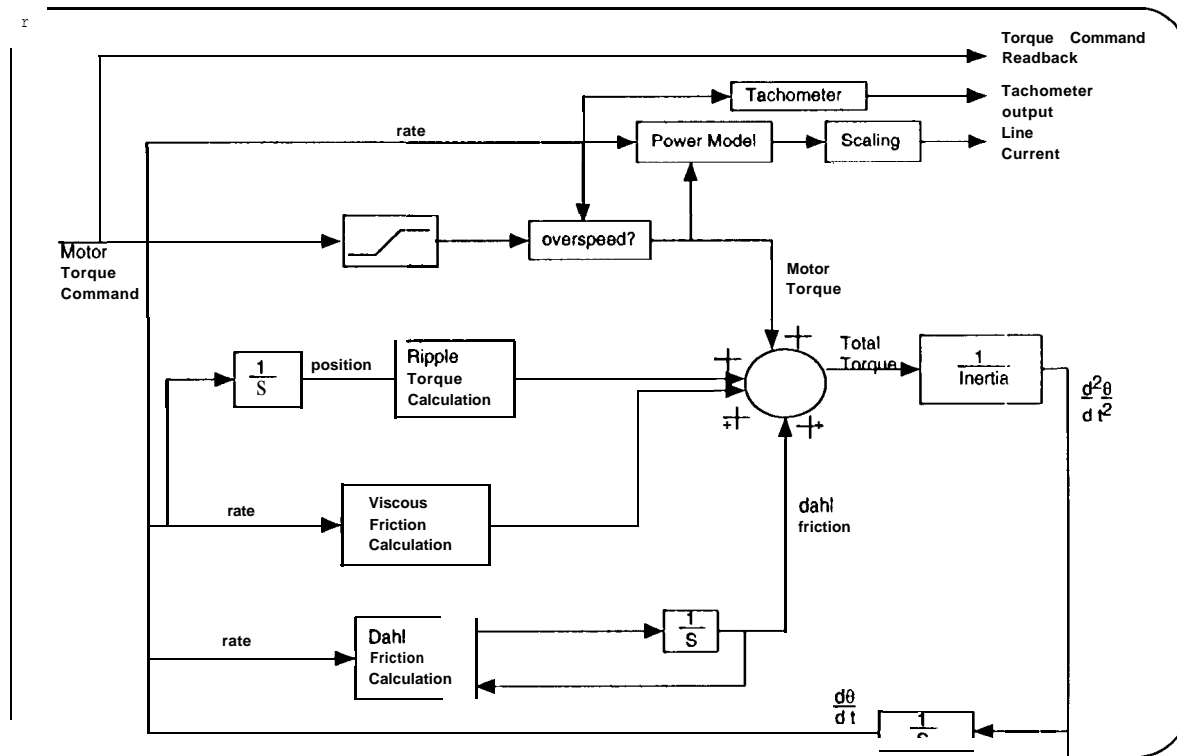 r
Torque Command
Readback
Tachometer
Tachometer
output
rate
Power Model
Scaling
Line
Current
overspeed?
Motor
Torque
Command
Motor
Torque
1
S
position
Ripple
Torque
Calculation
Total
Torque
1
Inertia
d²θ
d t²
rate
Viscous
Friction
Calculation
dahl
friction
rate
Dahl
Friction
Calculation
1
S
dθ
d t
1